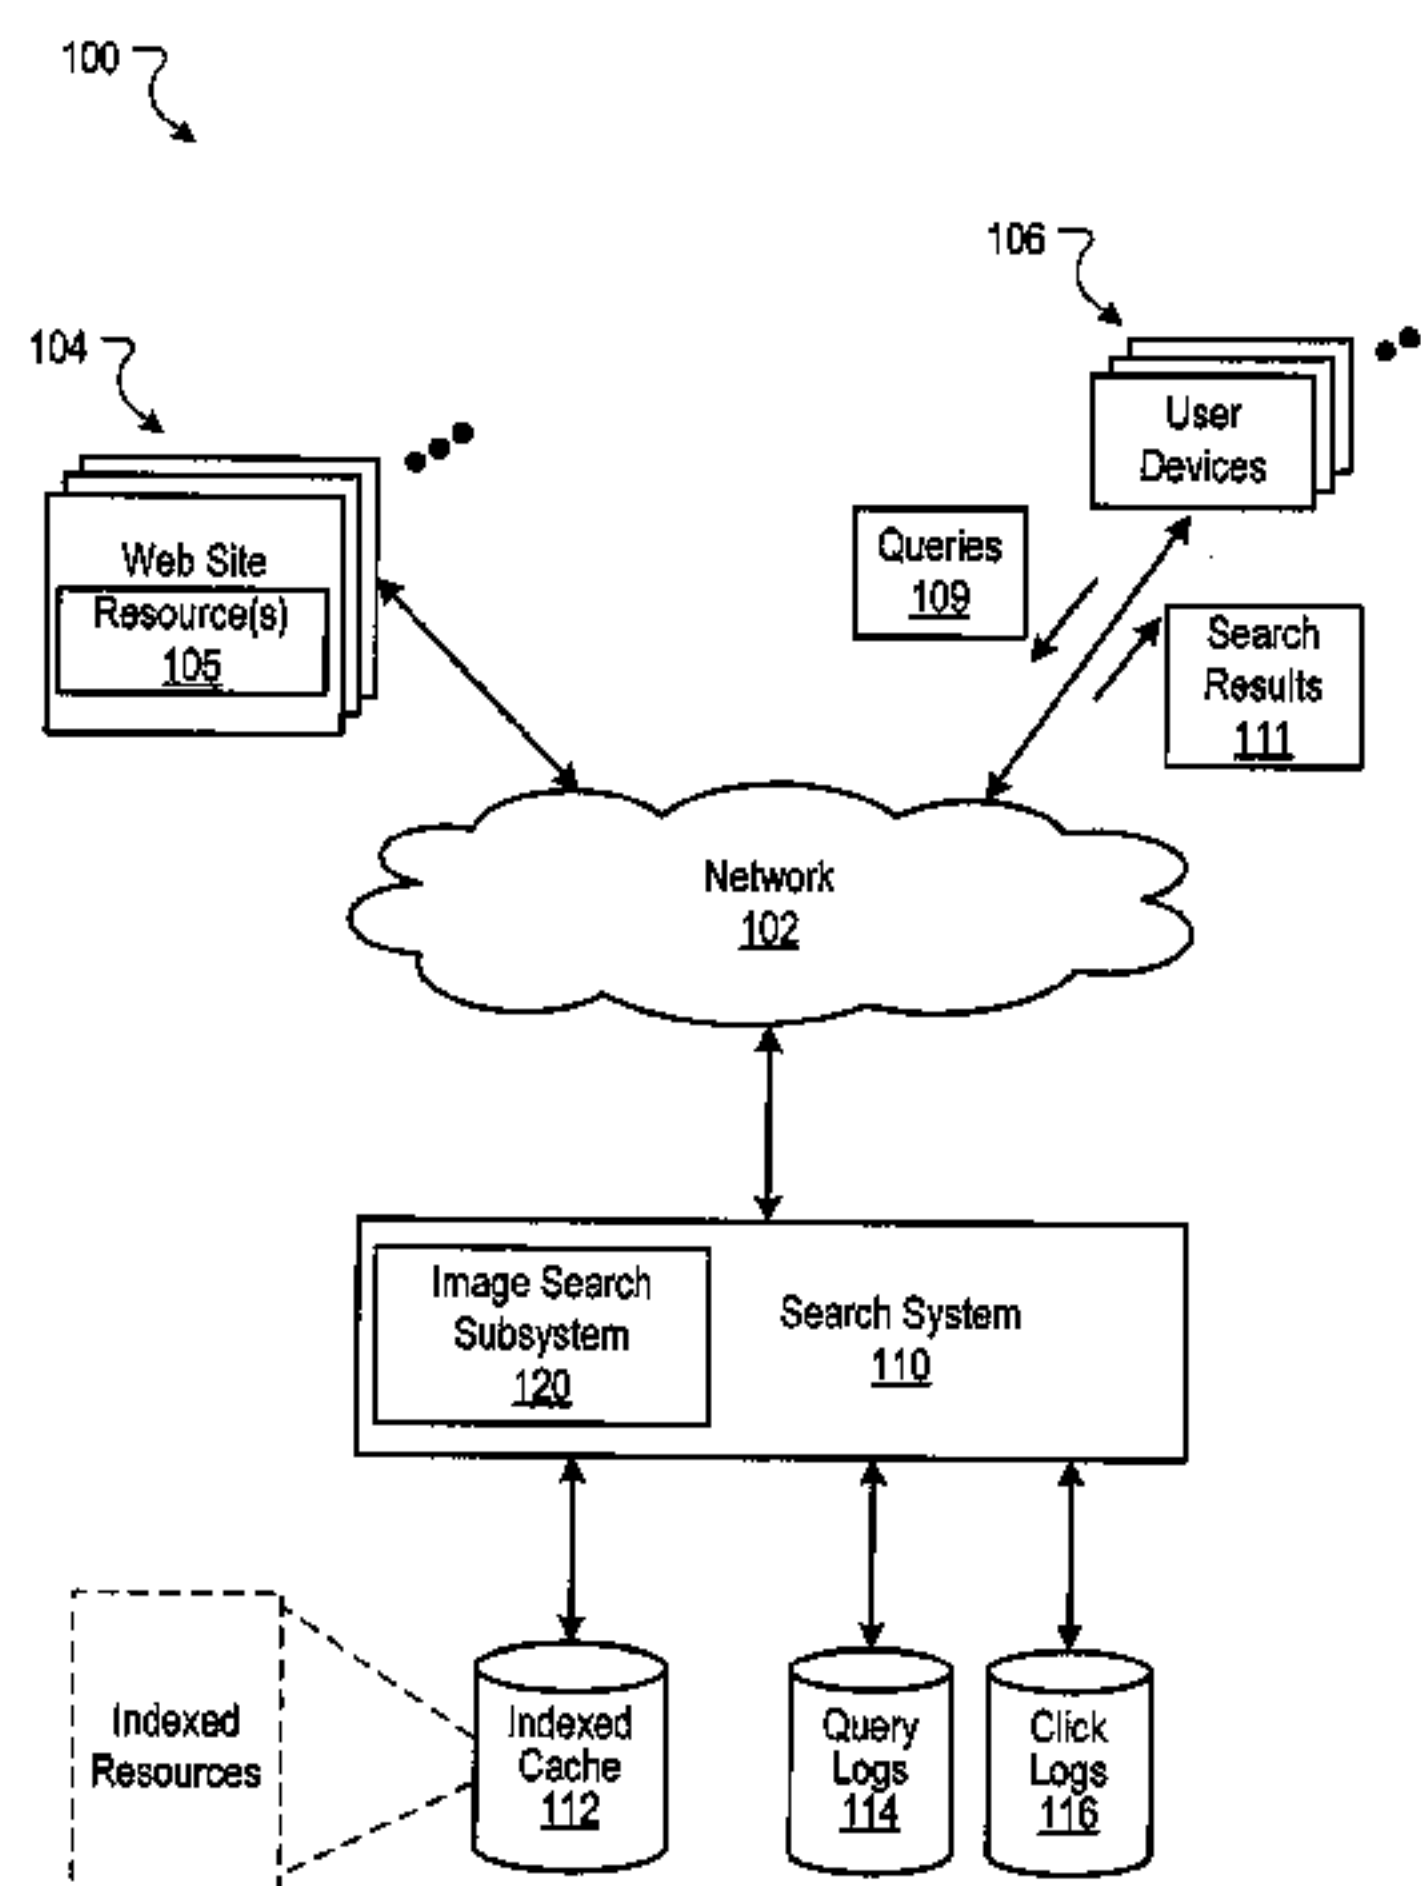 100
106
104
User
Devices
Web Site
Resource(s)
105
Queries
109
Search
Results
111
Network
102
Image Search
Subsystem
120
Search System
110
Indexed
Resources
Indexed
Cache
112
Query
Logs
114
Click
Logs
116